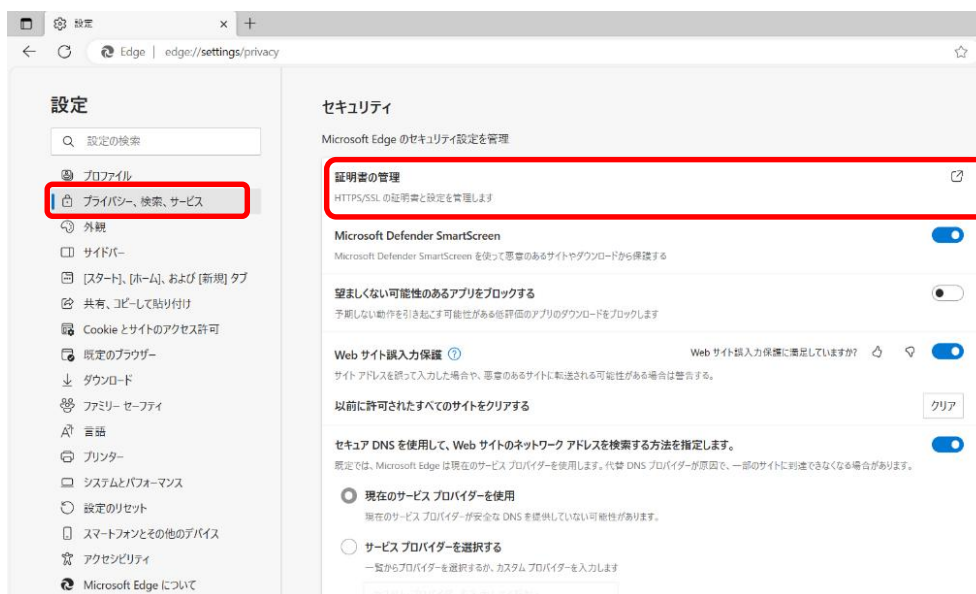 設定
Edge | edge://settings/privacy
設定
設定の検索
プロファイル
プライバシー、検索、サービス
外観
サイドバー
[スタート]、[ホーム]、および [新規] タブ
共有、コピーして貼り付け
Cookie とサイトのアクセス許可
既定のブラウザー
ダウンロード
ファミリー セーフティ
言語
プリンター
システムとパフォーマンス
設定のリセット
スマートフォンとその他のデバイス
アクセシビリティ
Microsoft Edge について
セキュリティ
Microsoft Edge のセキュリティ設定を管理
証明書の管理
HTTPS/SSL の証明書と設定を管理します
Microsoft Defender SmartScreen
Microsoft Defender SmartScreen を使って悪意のあるサイトやダウンロードから保護する
望ましくない可能性のあるアプリをブロックする
予期しない動作を引き起こす可能性がある低評価のアプリのダウンロードをブロックします
Web サイト誤入力保護
Web サイト誤入力保護に満足していますか?
サイト アドレスを誤って入力した場合や、悪意のあるサイトに転送される可能性がある場合は警告する。
以前に許可されたすべてのサイトをクリアする
クリア
セキュア DNS を使用して、Web サイトのネットワーク アドレスを検索する方法を指定します。
既定では、Microsoft Edge は現在のサービス プロバイダーを使用します。代替 DNS プロバイダーが原因で、一部のサイトに到達できなくなる場合があります。
現在のサービス プロバイダーを使用
現在のサービス プロバイダーが安全な DNS を提供していない可能性があります。
サービス プロバイダーを選択する
一覧からプロバイダーを選択するか、カスタム プロバイダーを入力します